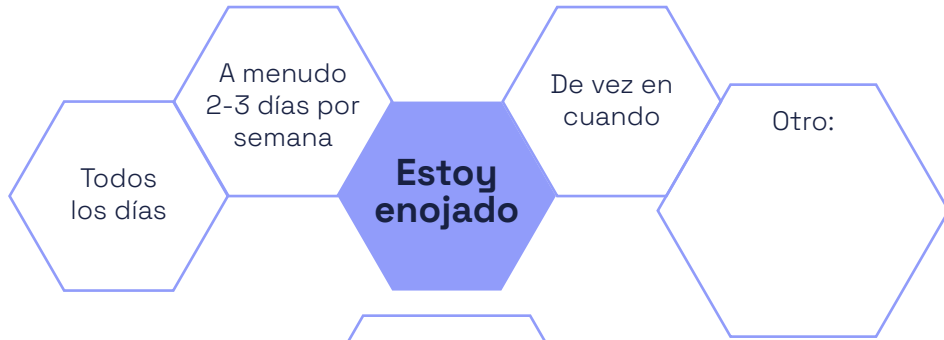 Todos
los días
A menudo
2-3 días por
semana
Estoy
enojado
De vez en
cuando
Otro: